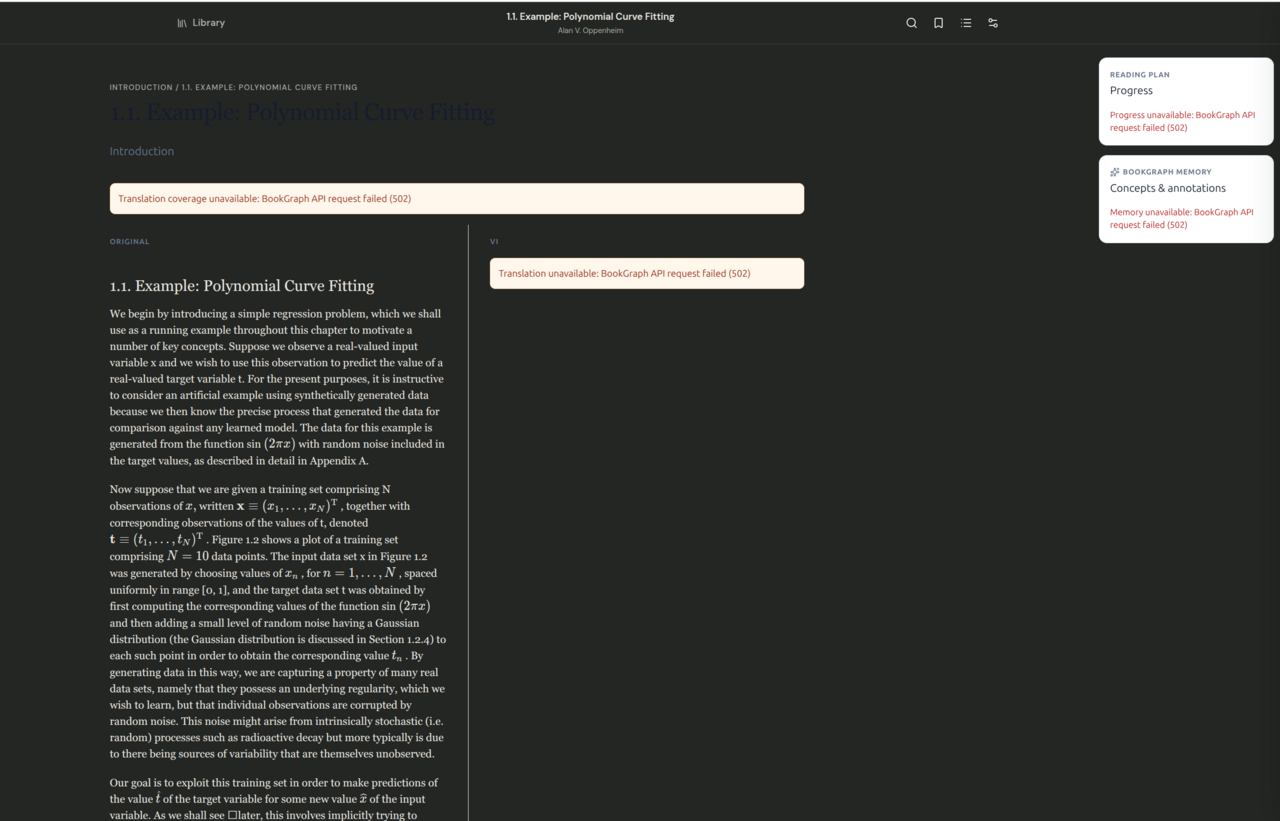 Library
1.1. Example: Polynomial Curve Fitting
Alan V. Oppenheim
INTRODUCTION / 1.1. EXAMPLE: POLYNOMIAL CURVE FITTING
1.1. Example: Polynomial Curve Fitting
Introduction
Translation coverage unavailable: BookGraph API request failed (502)
ORIGINAL
1.1. Example: Polynomial Curve Fitting
We begin by introducing a simple regression problem, which we shall
use as a running example throughout this chapter to motivate a
number of key concepts. Suppose we observe a real-valued input
variable x and we wish to use this observation to predict the value of a
real-valued target variable t. For the present purposes, it is instructive
to consider an artificial example using synthetically generated data
because we then know the precise process that generated the data for
comparison against any learned model. The data for this example is
generated from the function sin (2πx) with random noise included in
the target values, as described in detail in Appendix A.
Now suppose that we are given a training set comprising N
observations of x, written x ≡ (x₁, . . . , x_N)ᵀ , together with
corresponding observations of the values of t, denoted
t ≡ (t₁, . . . , t_N)ᵀ . Figure 1.2 shows a plot of a training set
comprising N = 10 data points. The input data set x in Figure 1.2
was generated by choosing values of xₙ , for n = 1, . . . , N , spaced
uniformly in range [0, 1], and the target data set t was obtained by
first computing the corresponding values of the function sin (2πx)
and then adding a small level of random noise having a Gaussian
distribution (the Gaussian distribution is discussed in Section 1.2.4) to
each such point in order to obtain the corresponding value tₙ . By
generating data in this way, we are capturing a property of many real
data sets, namely that they possess an underlying regularity, which we
wish to learn, but that individual observations are corrupted by
random noise. This noise might arise from intrinsically stochastic (i.e.
random) processes such as radioactive decay but more typically is due
to there being sources of variability that are themselves unobserved.
Our goal is to exploit this training set in order to make predictions of
the value t̂ of the target variable for some new value x̂ of the input
variable. As we shall see □later, this involves implicitly trying to
VI
Translation unavailable: BookGraph API request failed (502)
READING PLAN
Progress
Progress unavailable: BookGraph API
request failed (502)
BOOKGRAPH MEMORY
Concepts & annotations
Memory unavailable: BookGraph API
request failed (502)